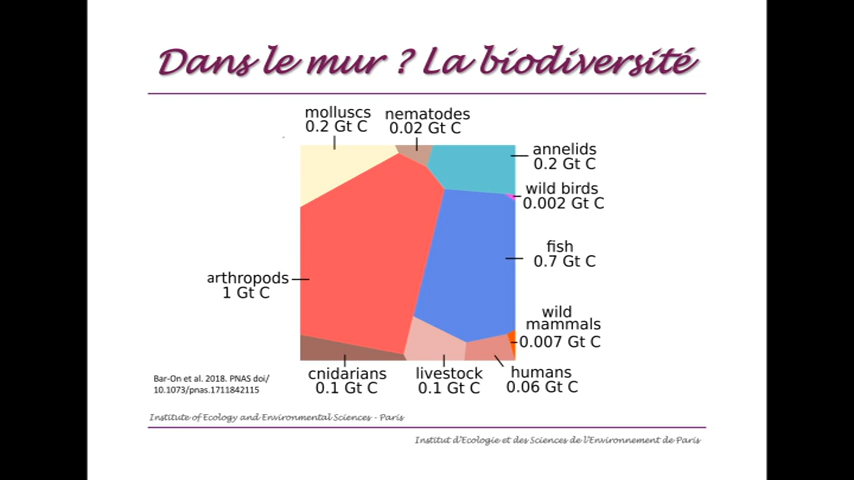 Dans le mur ? La biodiversité
molluscs
0.2 Gt C
nematodes
0.02 Gt C
annelids
0.2 Gt C
wild birds
0.002 Gt C
fish
0.7 Gt C
arthropods
1 Gt C
wild
mammals
0.007 Gt C
cnidarians
0.1 Gt C
livestock
0.1 Gt C
humans
0.06 Gt C
Bar-On et al. 2018. PNAS doi/
10.1073/pnas.1711842115
Institute of Ecology and Environmental Sciences - Paris
Institut d'Ecologie et des Sciences de l'Environnement de Paris